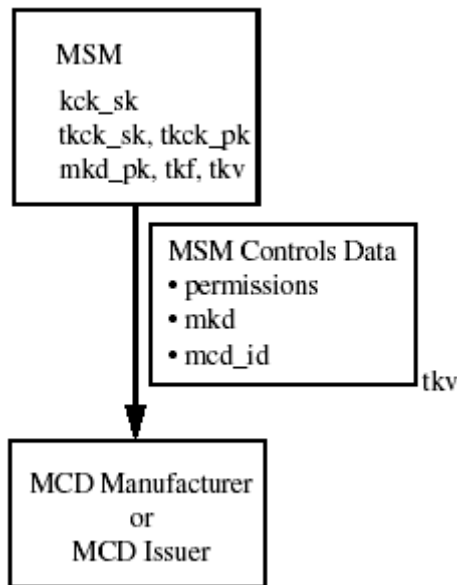 MSM
kck_sk
tkck_sk, tkck_pk
mkd_pk, tkf, tkv
MSM Controls Data
• permissions
• mkd
• mcd_id
tkv
MCD Manufacturer
or
MCD Issuer